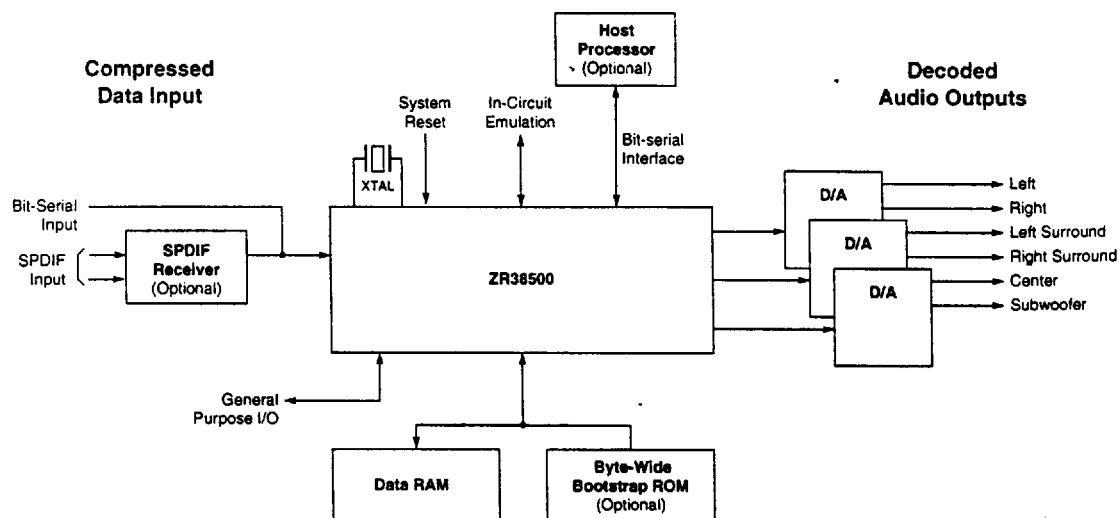 Host
Processor
(Optional)
Compressed
Data Input
Decoded
Audio Outputs
System
Reset
In-Circuit
Emulation
Bit-serial
Interface
XTAL
D/A
Left
Right
Bit-Serial
Input
D/A
Left Surround
Right Surround
SPDIF
Input
SPDIF
Receiver
(Optional)
ZR38500
D/A
Center
Subwoofer
General
Purpose I/O
Data RAM
Byte-Wide
Bootstrap ROM
(Optional)